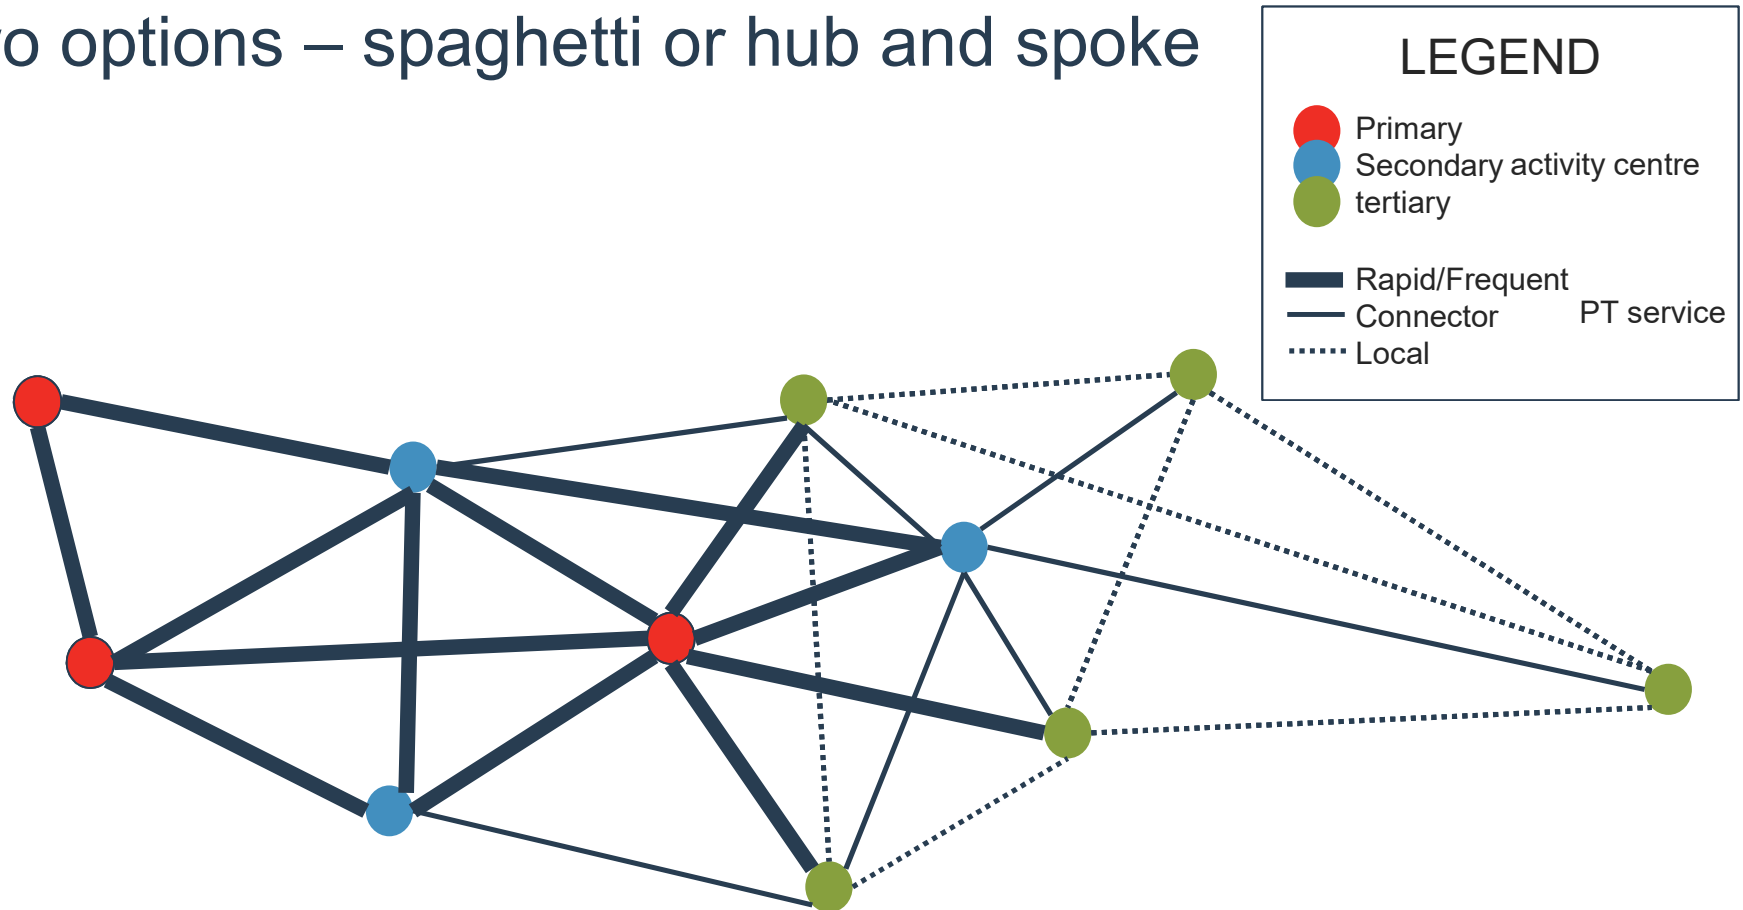 o options – spaghetti or hub and spoke
LEGEND
Primary
Secondary activity centre
tertiary
Rapid/Frequent
Connector PT service
Local